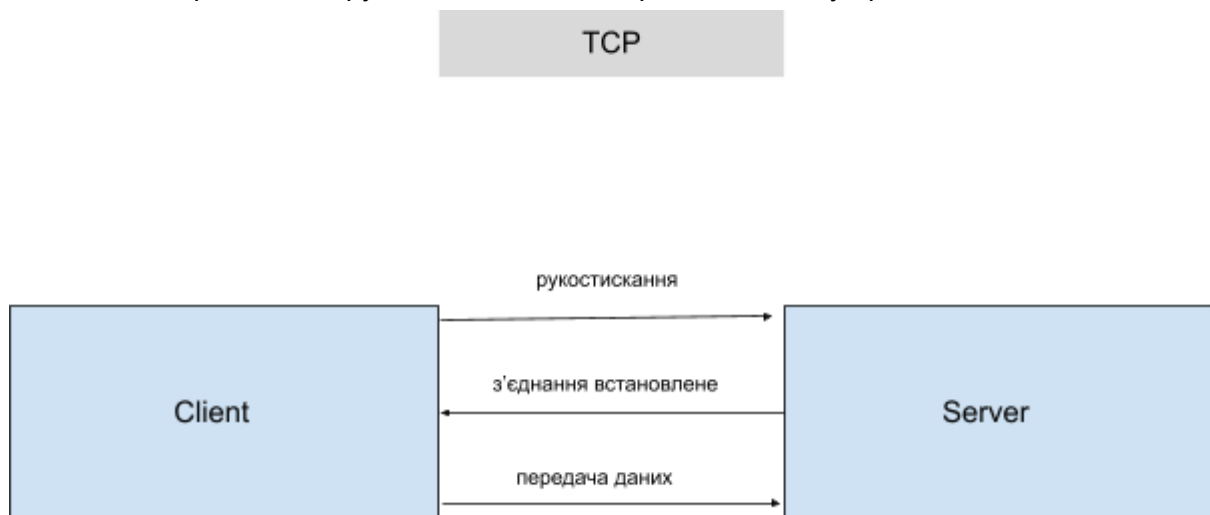 TCP
рукостискання
з'єднання встановлене
Client
Server
передача даних